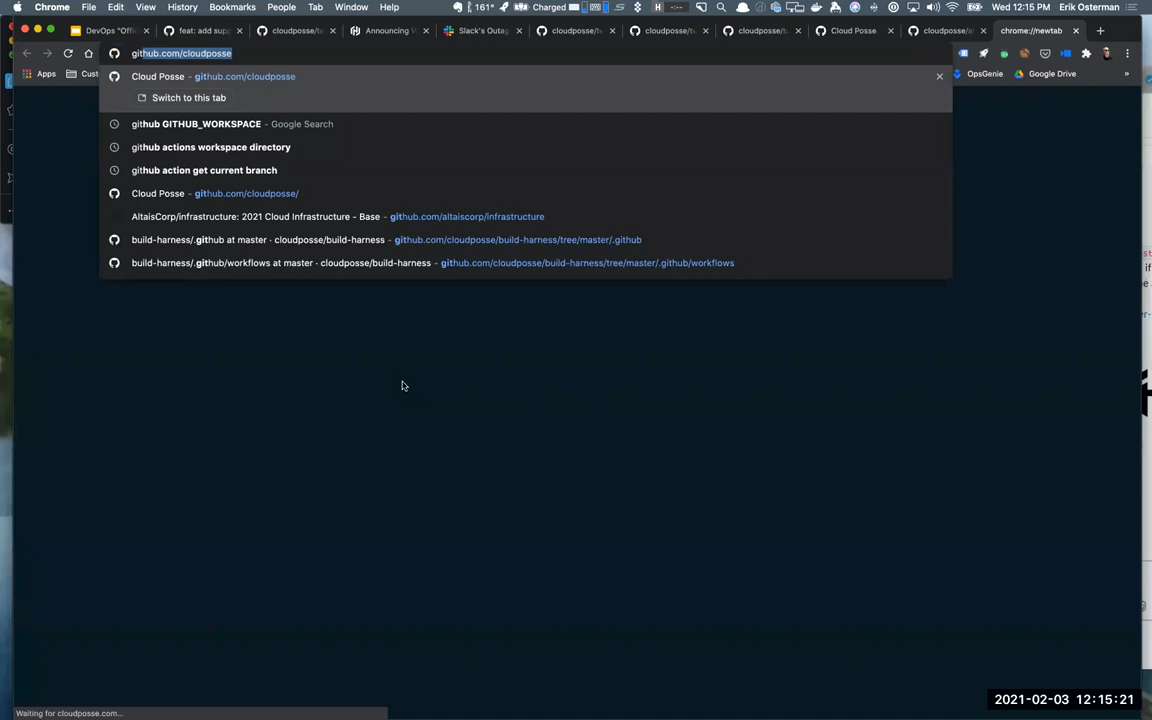 Chrome File Edit View History Bookmarks People Tab Window Help 161° Charged H -:-- Wed 12:15 PM Erik Osterman
DevOps "Offi feat: add sup cloudposse/ Announcing V Slack's Outag cloudposse/te cloudposse/te cloudposse/t Cloud Posse cloudposse/a chrome://newtab
github.com/cloudposse
Apps Cust OpsGenie Google Drive »
Cloud Posse - github.com/cloudposse
Switch to this tab
github GITHUB_WORKSPACE - Google Search
github actions workspace directory
github action get current branch
Cloud Posse - github.com/cloudposse/
AltaisCorp/infrastructure: 2021 Cloud Infrastructure - Base - github.com/altaiscorp/infrastructure
build-harness/.github at master · cloudposse/build-harness - github.com/cloudposse/build-harness/tree/master/.github
build-harness/.github/workflows at master · cloudposse/build-harness - github.com/cloudposse/build-harness/tree/master/.github/workflows
Waiting for cloudposse.com...
2021-02-03 12:15:21